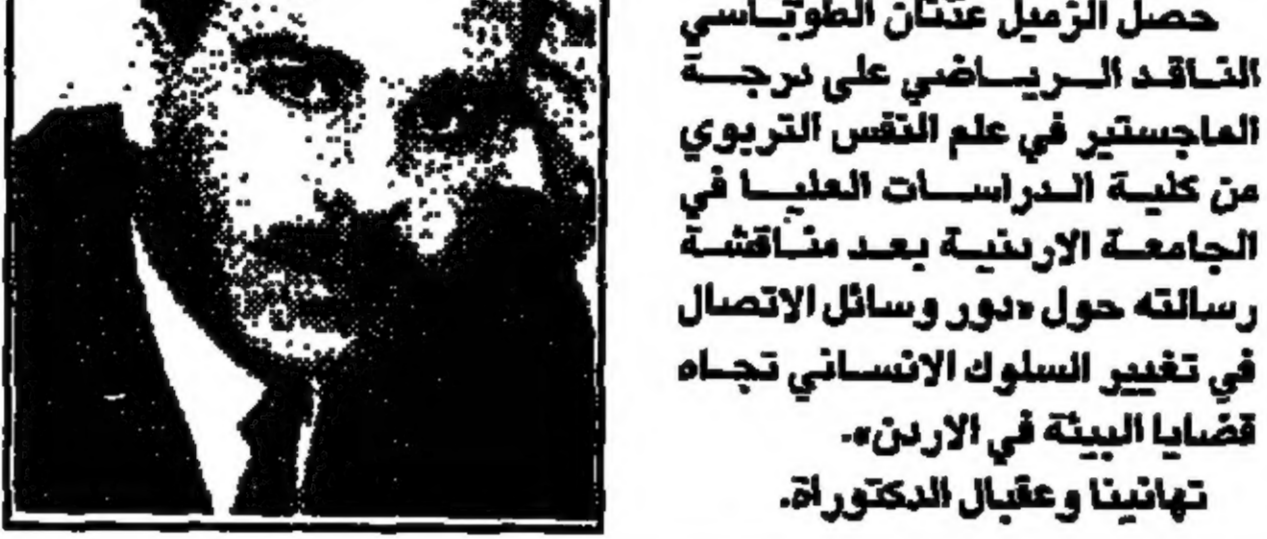 حصل الزميل عدنان الطوباسي
الناقد الرياضي على درجة
الماجستير في علم النفس التربوي
من كلية الدراسات العليا في
الجامعة الاردنية بعد مناقشة
رسالته حول «دور وسائل الاتصال
في تغيير السلوك الانساني تجاه
قضايا البيئة في الاردن».
تهانينا وعقبال الدكتوراة.